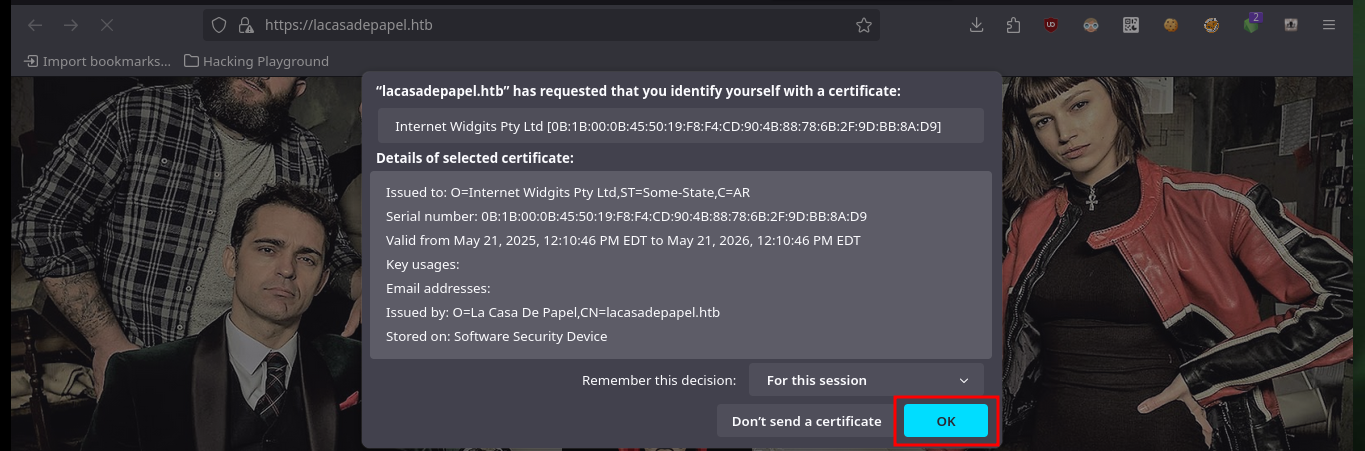 https://lacasadepapel.htb
2
Import bookmarks... Hacking Playground
“lacasadepapel.htb” has requested that you identify yourself with a certificate:
Internet Widgits Pty Ltd [0B:1B:00:0B:45:50:19:F8:F4:CD:90:4B:88:78:6B:2F:9D:BB:8A:D9]
Details of selected certificate:
Issued to: O=Internet Widgits Pty Ltd,ST=Some-State,C=AR
Serial number: 0B:1B:00:0B:45:50:19:F8:F4:CD:90:4B:88:78:6B:2F:9D:BB:8A:D9
Valid from May 21, 2025, 12:10:46 PM EDT to May 21, 2026, 12:10:46 PM EDT
Key usages:
Email addresses:
Issued by: O=La Casa De Papel,CN=lacasadepapel.htb
Stored on: Software Security Device
Remember this decision: For this session
Don’t send a certificate OK